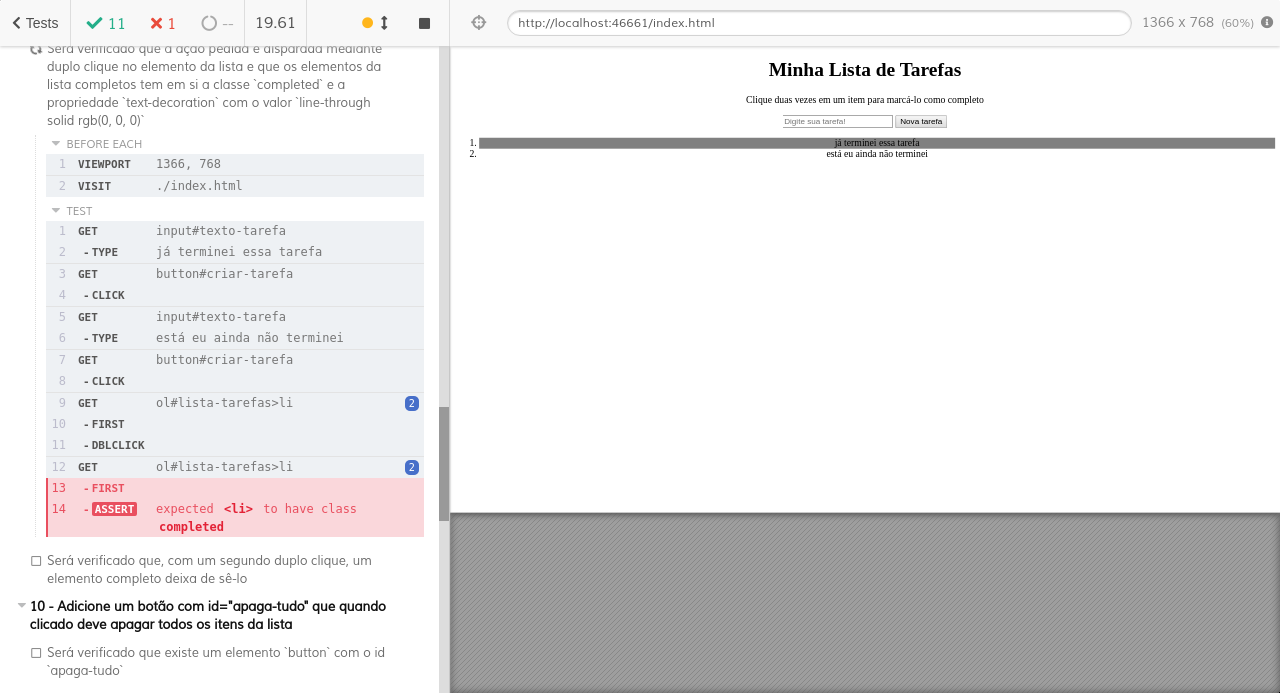 Tests 11 1 -- 19.61 http://localhost:46661/index.html 1366 x 768 (60%)
Será verificado que a ação pedida é disparada mediante
duplo clique no elemento da lista e que os elementos da
lista completos tem em si a classe `completed` e a
propriedade `text-decoration` com o valor `line-through
solid rgb(0, 0, 0)`
BEFORE EACH
1 VIEWPORT 1366, 768
2 VISIT ./index.html
TEST
1 GET input#texto-tarefa
2 -TYPE já terminei essa tarefa
3 GET button#criar-tarefa
4 -CLICK
5 GET input#texto-tarefa
6 -TYPE está eu ainda não terminei
7 GET button#criar-tarefa
8 -CLICK
9 GET ol#lista-tarefas>li 2
10 -FIRST
11 -DBLCLICK
12 GET ol#lista-tarefas>li 2
13 -FIRST
14 -ASSERT expected <li> to have class
completed
Será verificado que, com um segundo duplo clique, um
elemento completo deixa de sê-lo
10 - Adicione um botão com id="apaga-tudo" que quando
clicado deve apagar todos os itens da lista
Será verificado que existe um elemento `button` com o id
`apaga-tudo`
Minha Lista de Tarefas
Clique duas vezes em um item para marcá-lo como completo
Digite sua tarefa! Nova tarefa
1. já terminei essa tarefa
2. está eu ainda não terminei